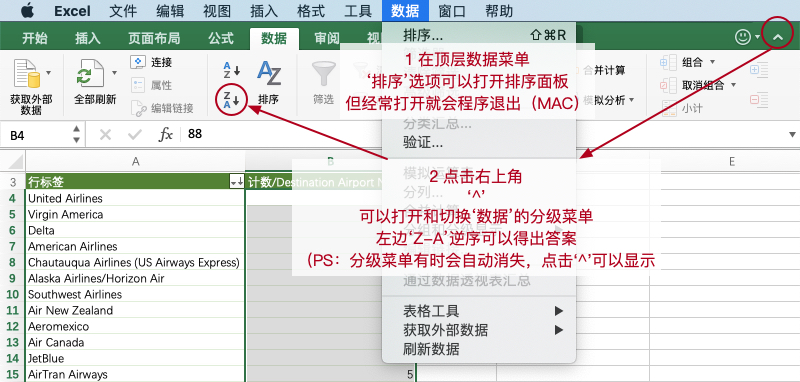 Excel 文件 编辑 视图 插入 格式 工具 数据 窗口 帮助
开始 插入 页面布局 公式 数据 审阅
排序... ⇧⌘R
1 在顶层数据菜单
‘排序’选项可以打开排序面板
但经常打开就会程序退出（MAC）
获取外部数据
全部刷新
连接
属性
编辑链接
排序
筛选
合并计算
模拟分析
组合
取消组合
小计
分类汇总...
验证...
B4 fx 88
A B E
模拟运算
2 点击右上角
‘^’
可以打开和切换‘数据’的分级菜单
左边‘Z-A’逆序可以得出答案
（PS：分级菜单有时会自动消失，点击‘^’可以显示
分列...
通过数据透视表汇总
表格工具
获取外部数据
刷新数据
3 行标签 计数/Destination Airport
4 United Airlines
5 Virgin America
6 Delta
7 American Airlines
8 Chautauqua Airlines (US Airways Express)
9 Alaska Airlines/Horizon Air
10 Southwest Airlines
11 Air New Zealand
12 Aeromexico
13 Air Canada
14 JetBlue
15 AirTran Airways 5